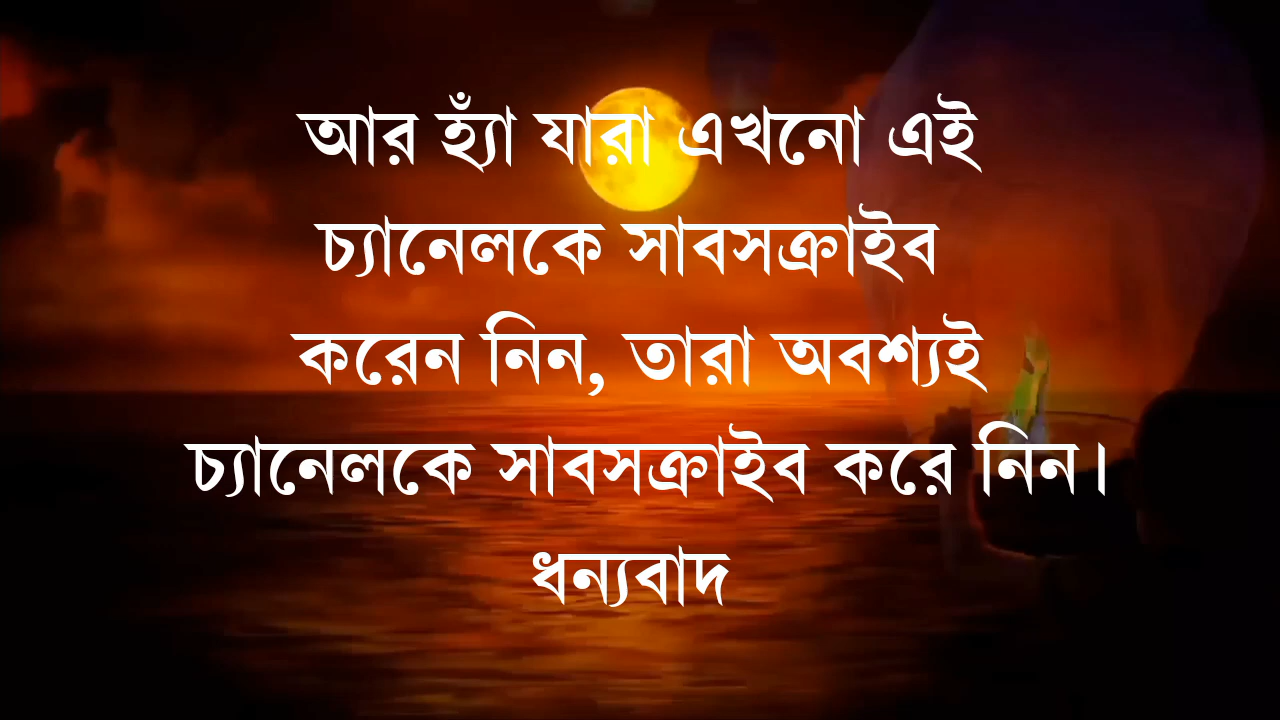 আর হ্যাঁ যারা এখনো এই
চ্যানেলকে সাবসক্রাইব
করেন নিন, তারা অবশ্যই
চ্যানেলকে সাবসক্রাইব করে নিন।
ধন্যবাদ